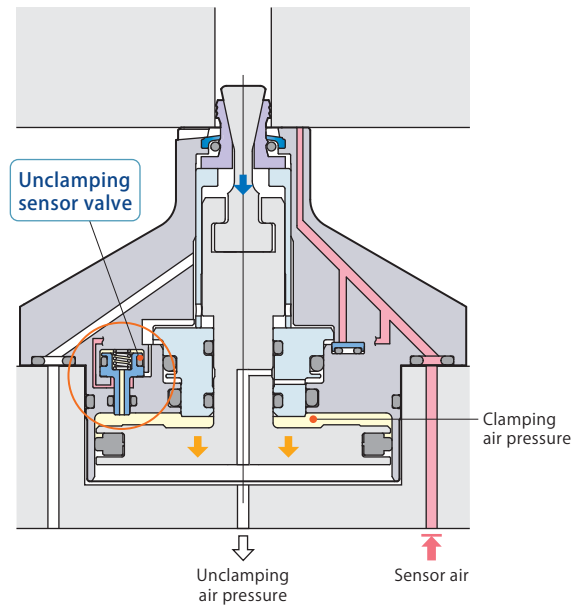 Unclamping
sensor valve
Clamping
air pressure
Unclamping
air pressure
Sensor air